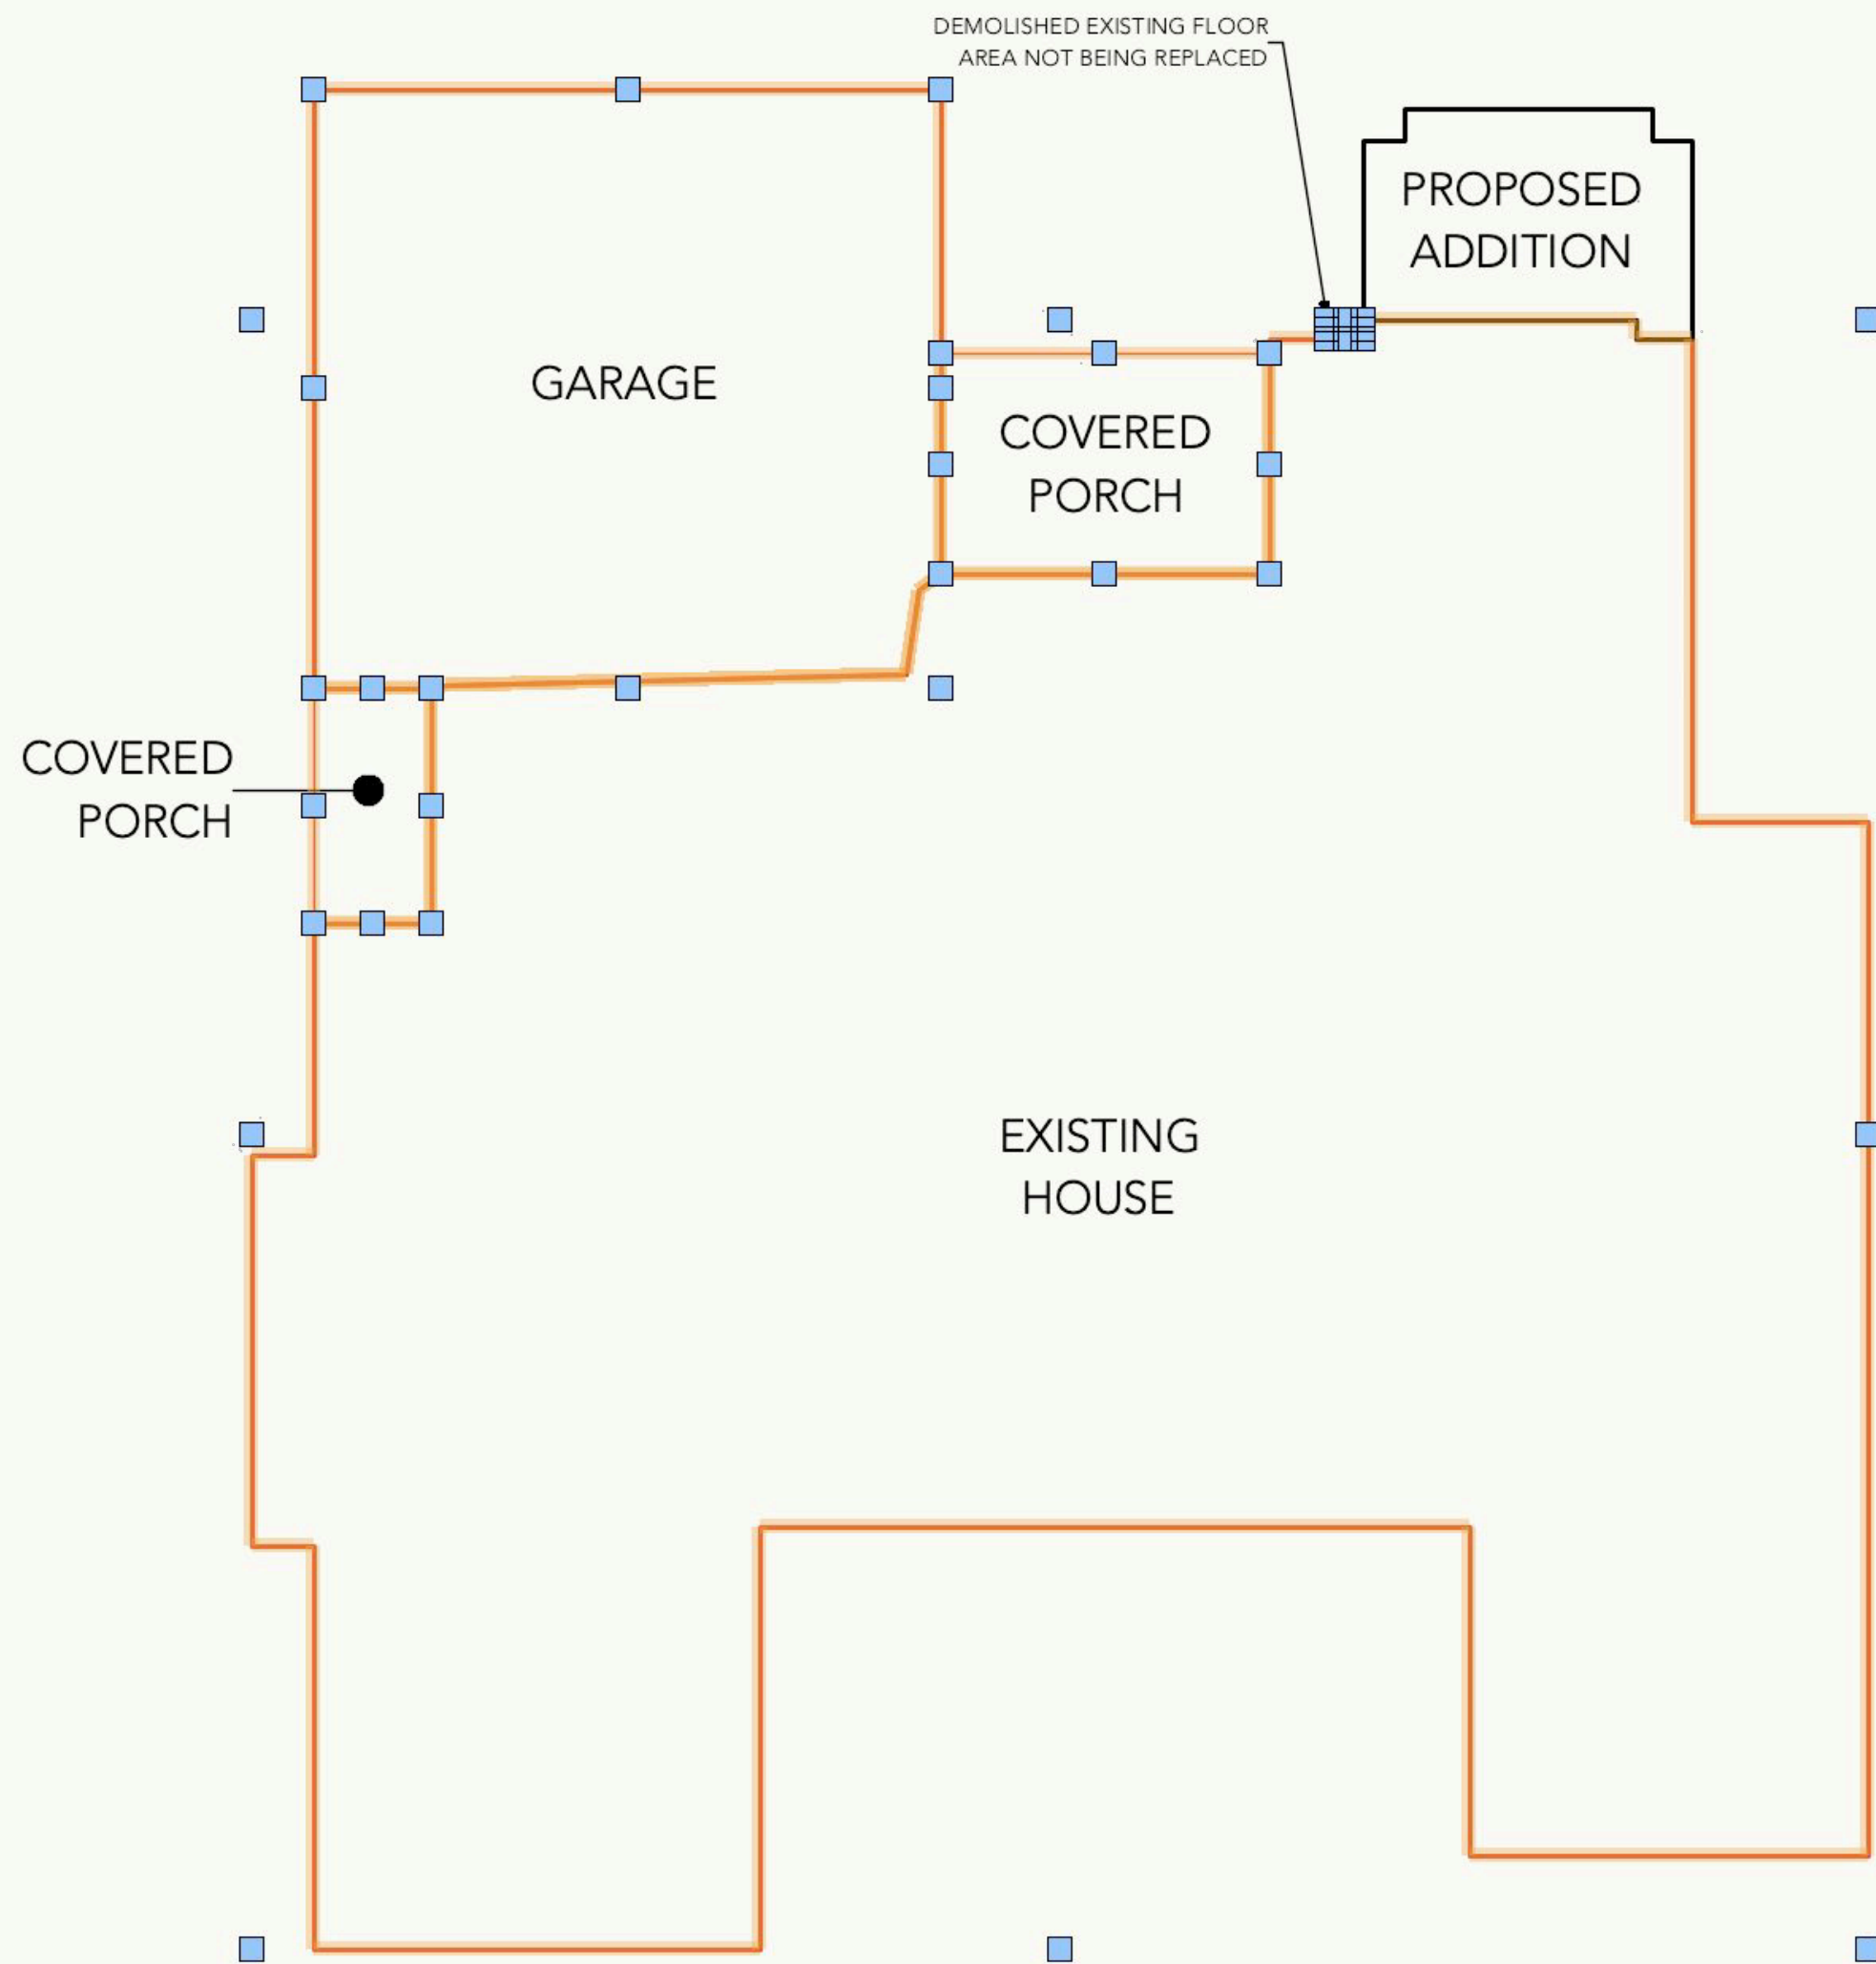 DEMOLISHED EXISTING FLOOR
AREA NOT BEING REPLACED
PROPOSED
ADDITION
GARAGE
COVERED
PORCH
COVERED
PORCH
EXISTING
HOUSE